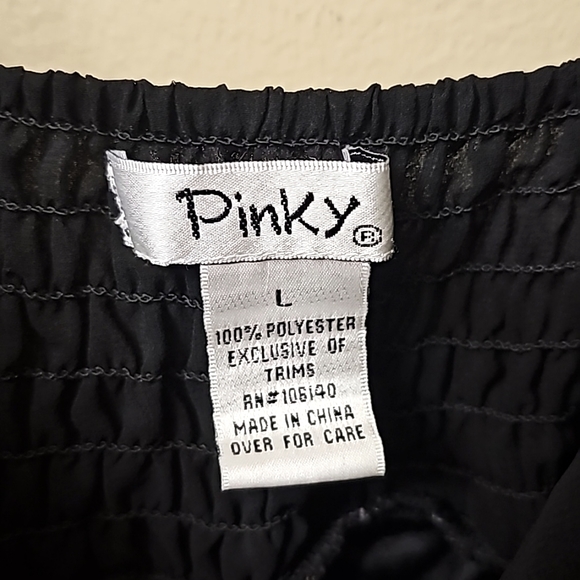 Pinky®
L
100% POLYESTER
EXCLUSIVE OF
TRIMS
RN#106140
MADE IN CHINA
OVER FOR CARE